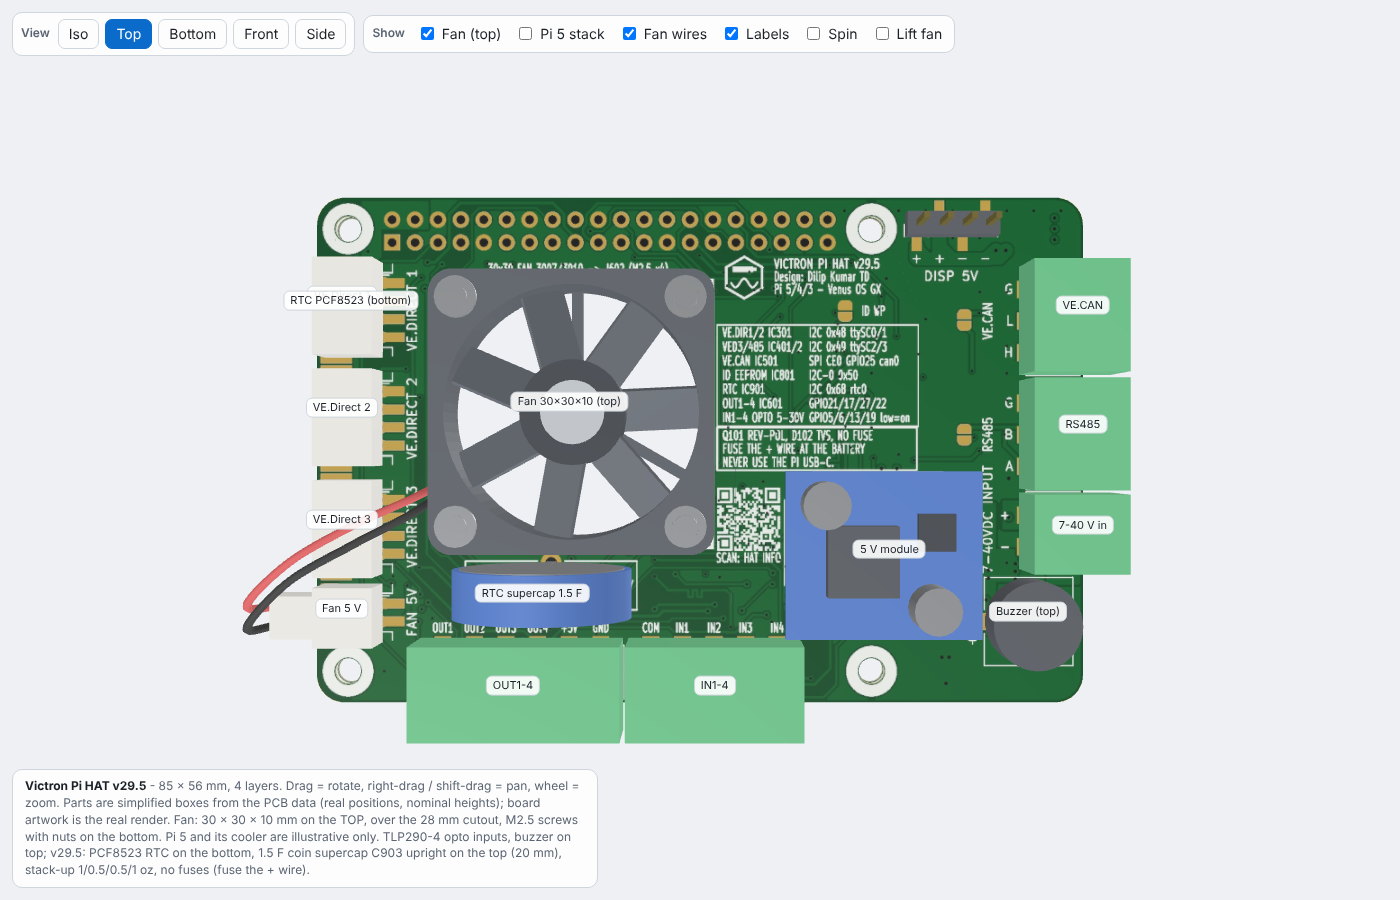 View Iso Top Bottom Front Side Show Fan (top) Pi 5 stack Fan wires Labels Spin Lift fan
VICTRON PI HAT v29.5
Design: Dilip Kumar TD
Pi 5/4/3 - Venus OS GX
ID WP
+ + - -
DISP 5V
RTC PCF8523 (bottom)
VE.DIRECT 2
VE.Direct 2
VE.Direct 3
FAN 5V
Fan 5 V
Fan 30×30×10 (top)
VE.DIR1/2 IC301 I2C 0x48 ttySC0/1
VED3/485 IC401/2 I2C 0x49 ttySC2/3
VE.CAN IC501 SPI CE0 GPIO25 can0
ID EEPROM IC801 I2C-0 0x50
RTC IC901 I2C 0x68 rtc0
OUT1-4 IC601 GPIO21/17/27/22
IN1-4 OPTO 5-30V GPIO5/6/13/19 low=on
Q101 REV-POL, D102 TVS, NO FUSE
FUSE THE + WIRE AT THE BATTERY
NEVER USE THE PI USB-C.
SCAN: HAT INFO
G
L
H
VE.CAN
VE.CAN
G
B
A
RS485
RS485
+
-
7-40VDC INPUT
7-40 V in
5 V module
Buzzer (top)
+
RTC supercap 1.5 F
OUT1 OUT2 OUT3 OUT4 +5V GND COM IN1 IN2 IN3 IN4
OUT1-4
IN1-4
Victron Pi HAT v29.5 - 85 × 56 mm, 4 layers. Drag = rotate, right-drag / shift-drag = pan, wheel =
zoom. Parts are simplified boxes from the PCB data (real positions, nominal heights); board
artwork is the real render. Fan: 30 × 30 × 10 mm on the TOP, over the 28 mm cutout, M2.5 screws
with nuts on the bottom. Pi 5 and its cooler are illustrative only. TLP290-4 opto inputs, buzzer on
top; v29.5: PCF8523 RTC on the bottom, 1.5 F coin supercap C903 upright on the top (20 mm),
stack-up 1/0.5/0.5/1 oz, no fuses (fuse the + wire).